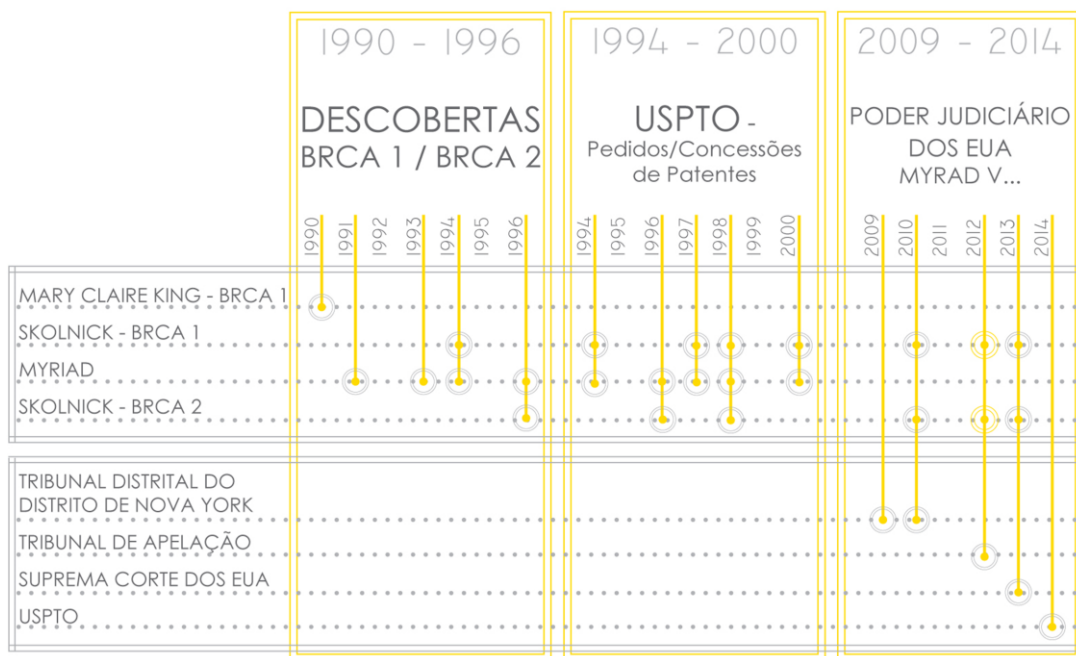 1990 - 1996
DESCOBERTAS
BRCA 1 / BRCA 2
1994 - 2000
USPTO -
Pedidos/Concessões
de Patentes
2009 - 2014
PODER JUDICIÁRIO
DOS EUA
MYRAD V...
1990
1991
1992
1993
1994
1995
1996
1994
1995
1996
1997
1998
1999
2000
2009
2010
2011
2012
2013
2014
MARY CLAIRE KING - BRCA 1
SKOLNICK - BRCA 1
MYRIAD
SKOLNICK - BRCA 2
TRIBUNAL DISTRITAL DO
DISTRITO DE NOVA YORK
TRIBUNAL DE APELAÇÃO
SUPREMA CORTE DOS EUA
USPTO